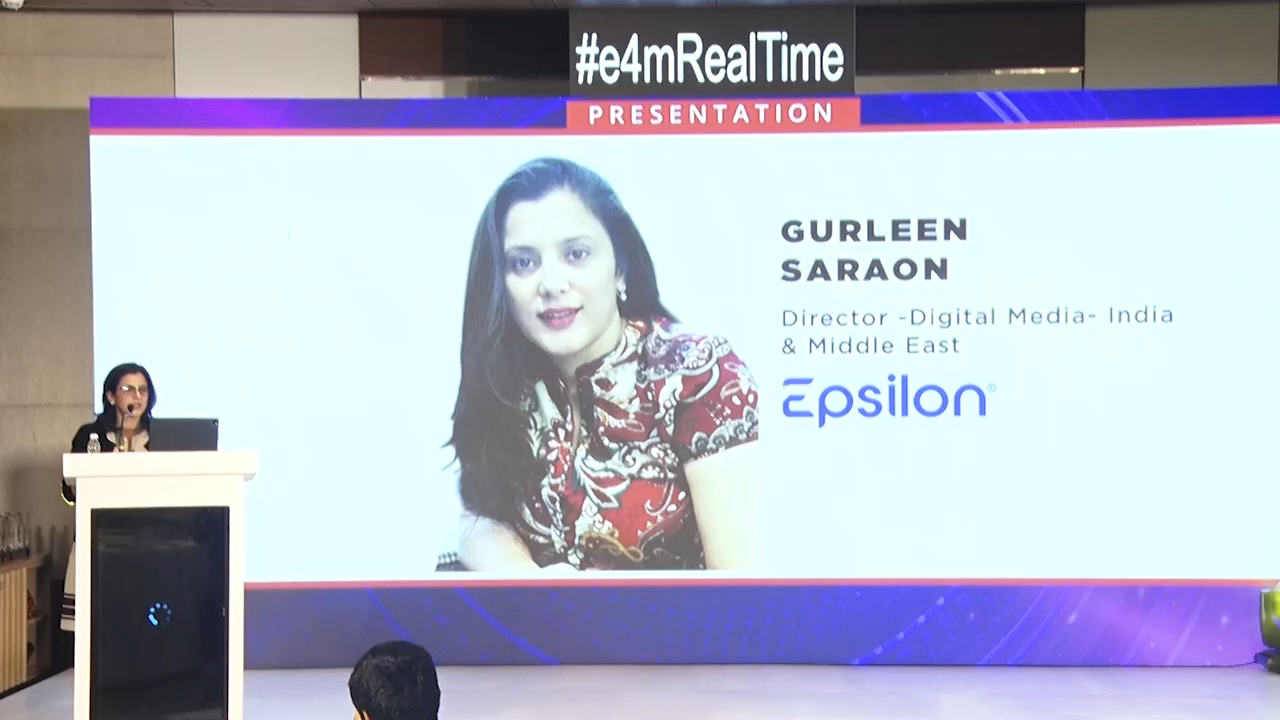 #e4mRealTime
PRESENTATION
GURLEEN
SARAON
Director -Digital Media- India
& Middle East
Epsilon®